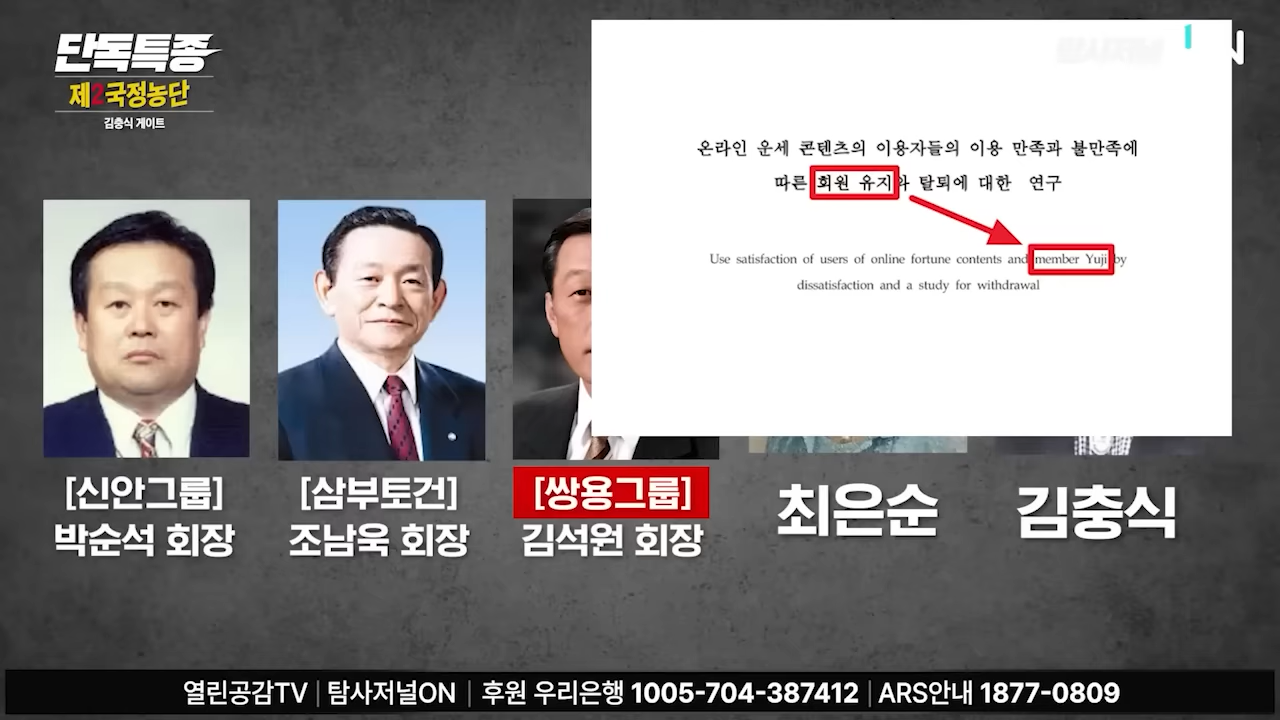 단독특종
제2국정농단
김충식 게이트
온라인 운세 콘텐츠의 이용자들의 이용 만족과 불만족에
따른 회원 유지와 탈퇴에 대한 연구
Use satisfaction of users of online fortune contents and member Yuji by
dissatisfaction and a study for withdrawal
[신안그룹]
박순석 회장
[삼부토건]
조남욱 회장
[쌍용그룹]
김석원 회장
최은순
김충식
열린공감TV | 탐사저널ON | 후원 우리은행 1005-704-387412 | ARS안내 1877-0809